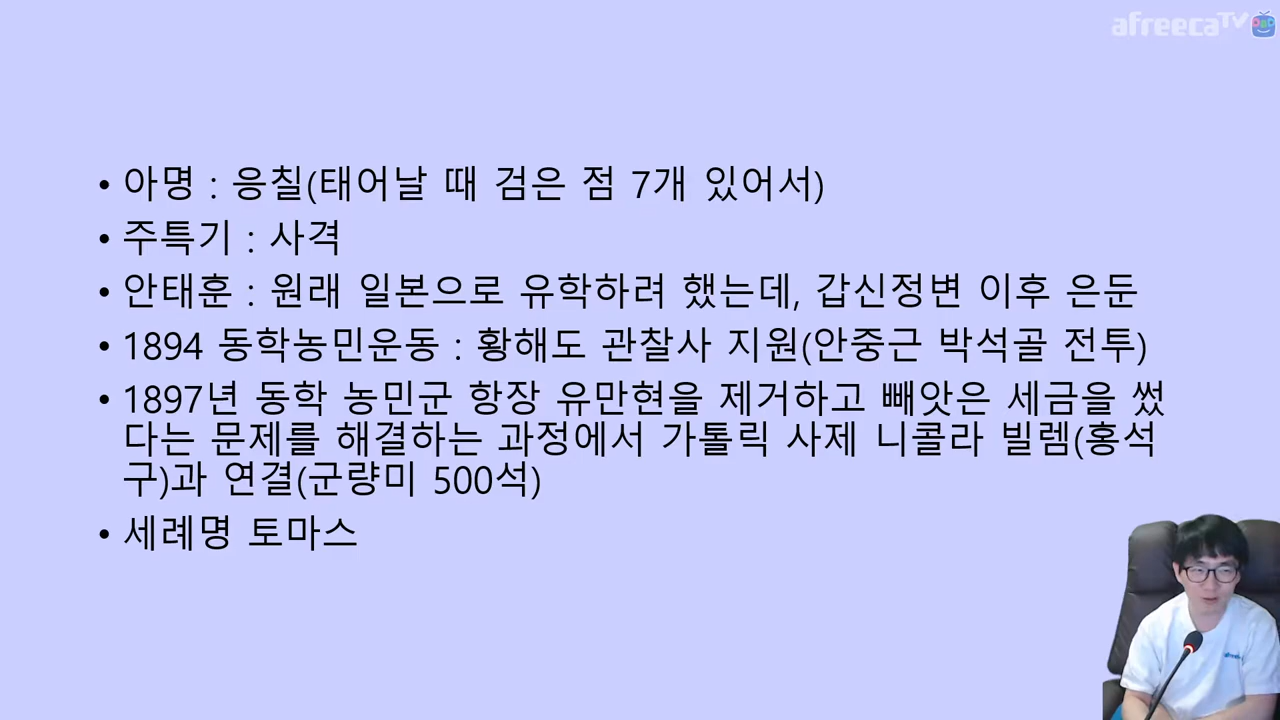 afreecaTV
• 아명 : 응칠(태어날 때 검은 점 7개 있어서)
• 주특기 : 사격
• 안태훈 : 원래 일본으로 유학하려 했는데, 갑신정변 이후 은둔
• 1894 동학농민운동 : 황해도 관찰사 지원(안중근 박석골 전투)
• 1897년 동학 농민군 항장 유만현을 제거하고 빼앗은 세금을 썼
다는 문제를 해결하는 과정에서 가톨릭 사제 니콜라 빌렘(홍석
구)과 연결(군량미 500석)
• 세례명 토마스